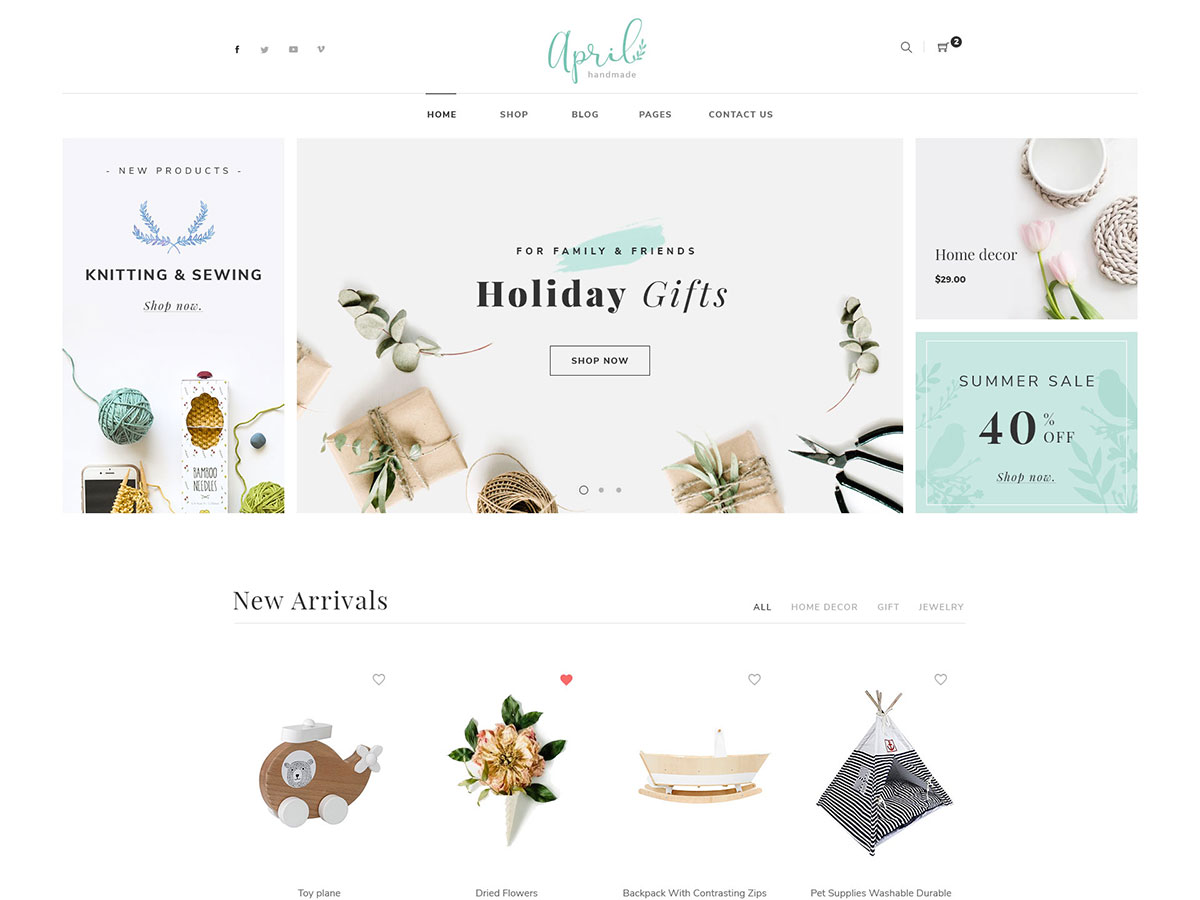 April
handmade
2
HOME
SHOP
BLOG
PAGES
CONTACT US
- NEW PRODUCTS -
KNITTING & SEWING
Shop now.
BAMBOO
NEEDLES
FOR FAMILY & FRIENDS
Holiday Gifts
SHOP NOW
Home decor
$29.00
SUMMER SALE
40% OFF
Shop now.
New Arrivals
ALL
HOME DECOR
GIFT
JEWELRY
Toy plane
Dried Flowers
Backpack With Contrasting Zips
Pet Supplies Washable Durable